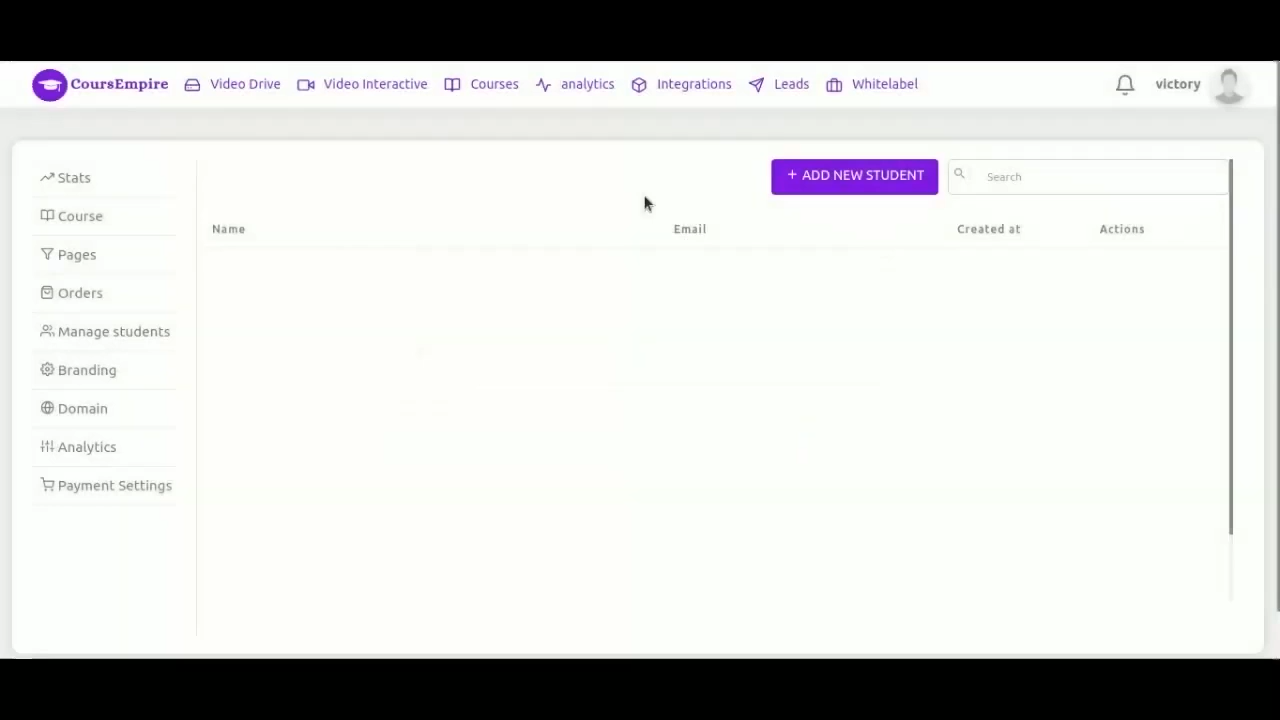 CoursEmpire Video Drive Video Interactive Courses analytics Integrations Leads Whitelabel victory
Stats
Course
Pages
Orders
Manage students
Branding
Domain
Analytics
Payment Settings
+ ADD NEW STUDENT Search
Name Email Created at Actions